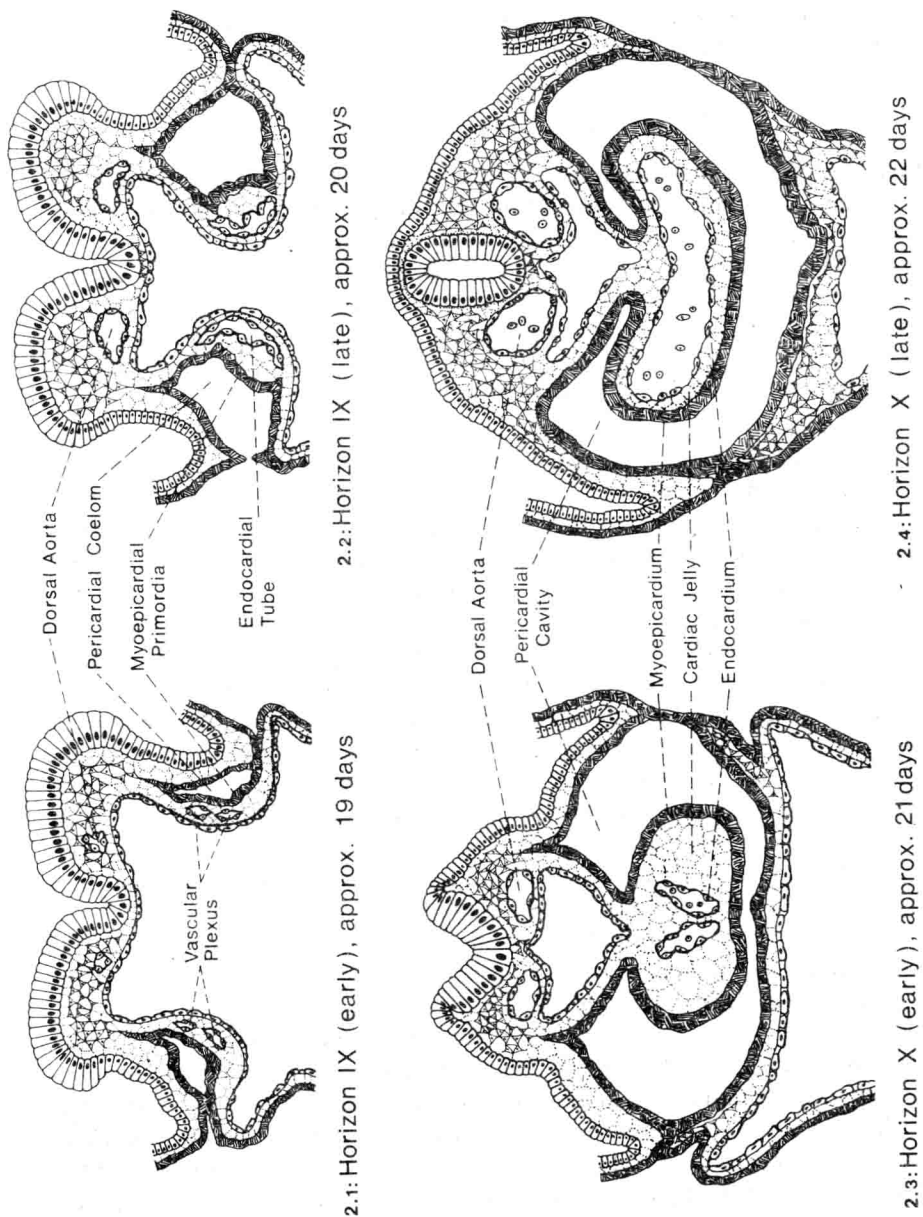 Dorsal Aorta
Pericardial Coelom
Myoepicardial
Primordia
Endocardial
Tube
Vascular
Plexus
2.1: Horizon IX (early), approx. 19 days
2.2: Horizon IX (late), approx. 20 days
Dorsal Aorta
Pericardial
Cavity
Myoepicardium
Cardiac Jelly
Endocardium
2.3: Horizon X (early), approx. 21 days
2.4: Horizon X (late), approx. 22 days